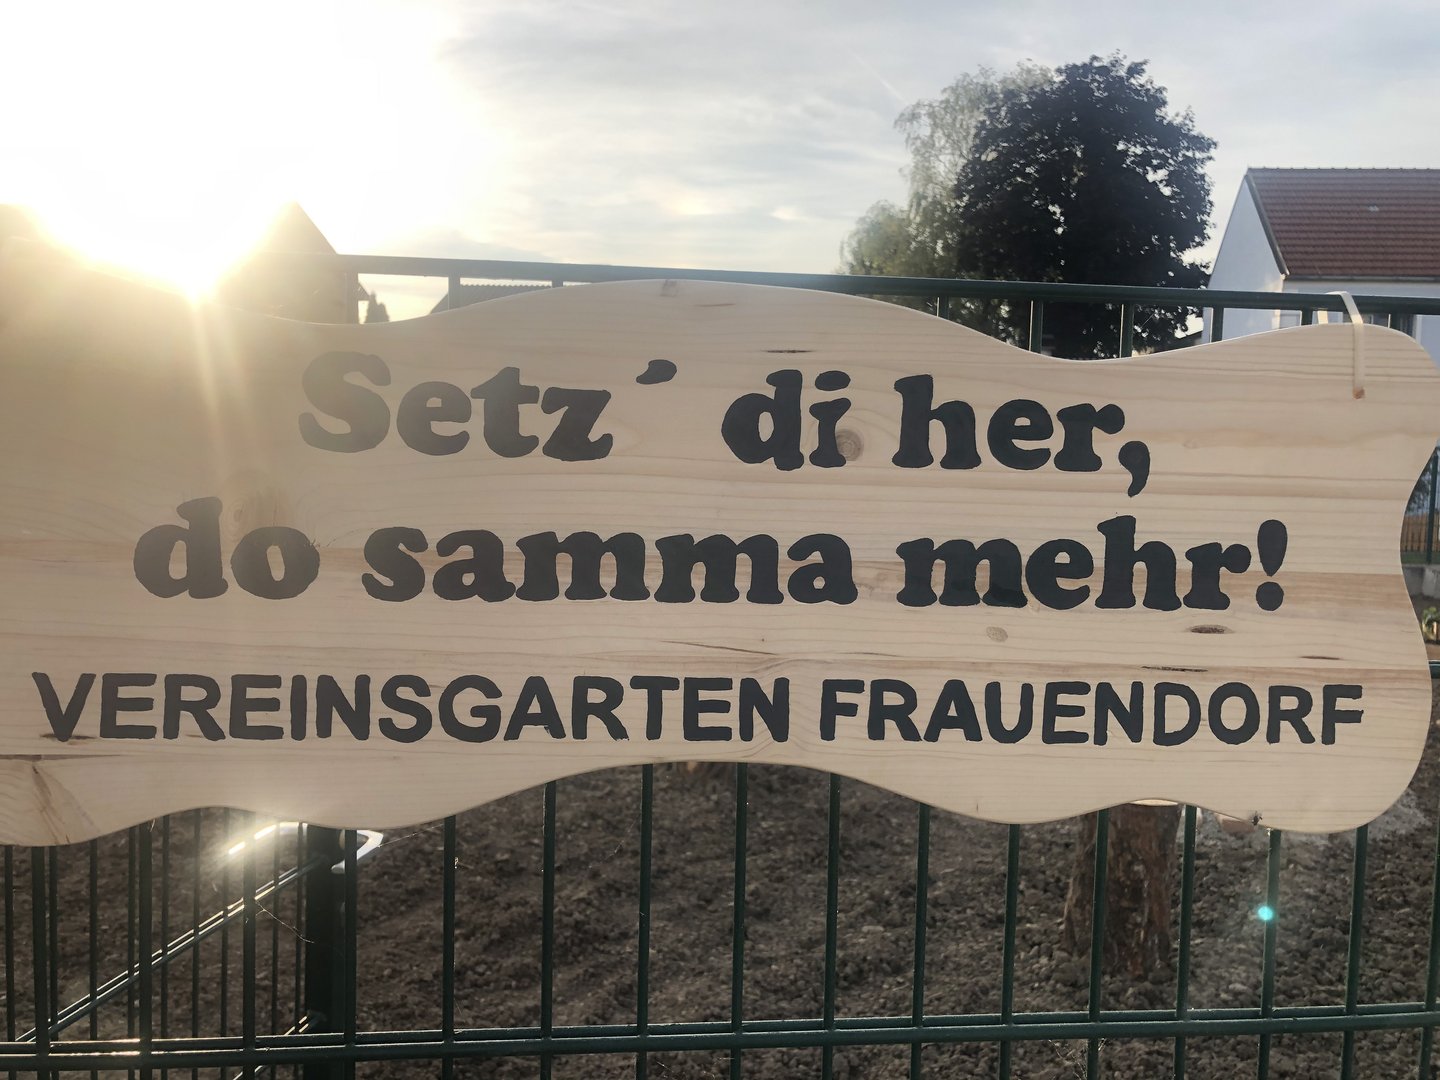 Setz´ di her,
do samma mehr!
VEREINSGARTEN FRAUENDORF